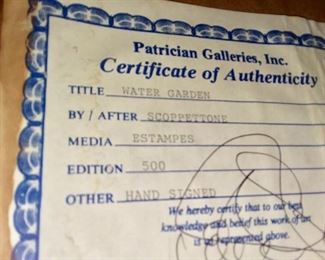 Patrician Galleries, Inc.
Certificate of Authenticity
TITLE WATER GARDEN
BY / AFTER SCOPPETTONE
MEDIA ESTAMPES
EDITION 500
OTHER HAND SIGNED
We hereby certify that to our best
knowledge and belief this work of art
is as represented above.